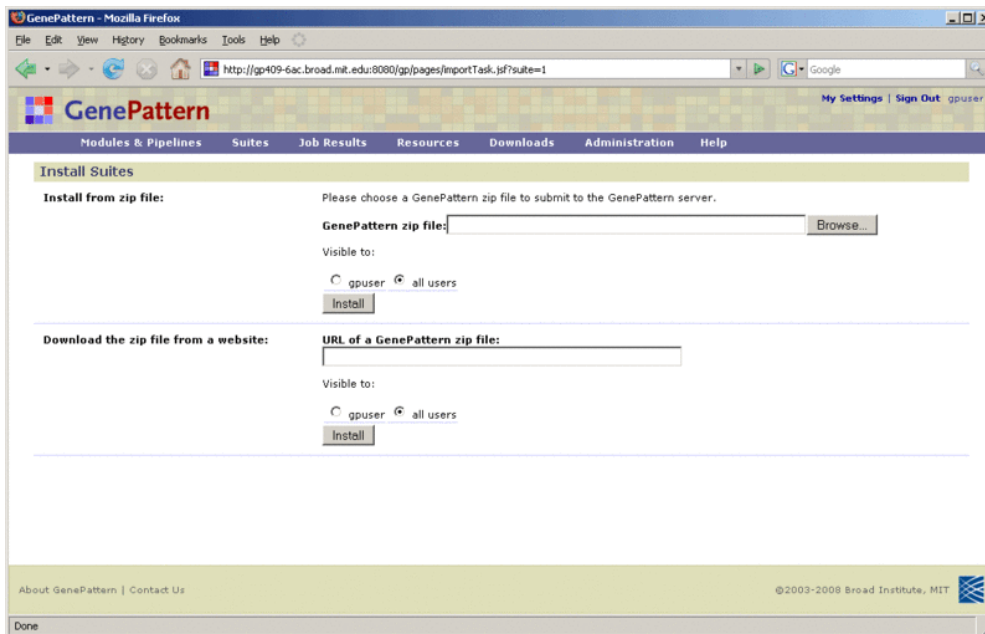 GenePattern - Mozilla Firefox
File Edit View History Bookmarks Tools Help
http://gp409-6ac.broad.mit.edu:8080/gp/pages/importTask.jsf?suite=1 G Google
GenePattern
My Settings | Sign Out gpuser
Modules & Pipelines Suites Job Results Resources Downloads Administration Help
Install Suites
Install from zip file: Please choose a GenePattern zip file to submit to the GenePattern server.
GenePattern zip file: Browse...
Visible to:
gpuser all users
Install
Download the zip file from a website: URL of a GenePattern zip file:
Visible to:
gpuser all users
Install
About GenePattern | Contact Us ©2003-2008 Broad Institute, MIT
Done